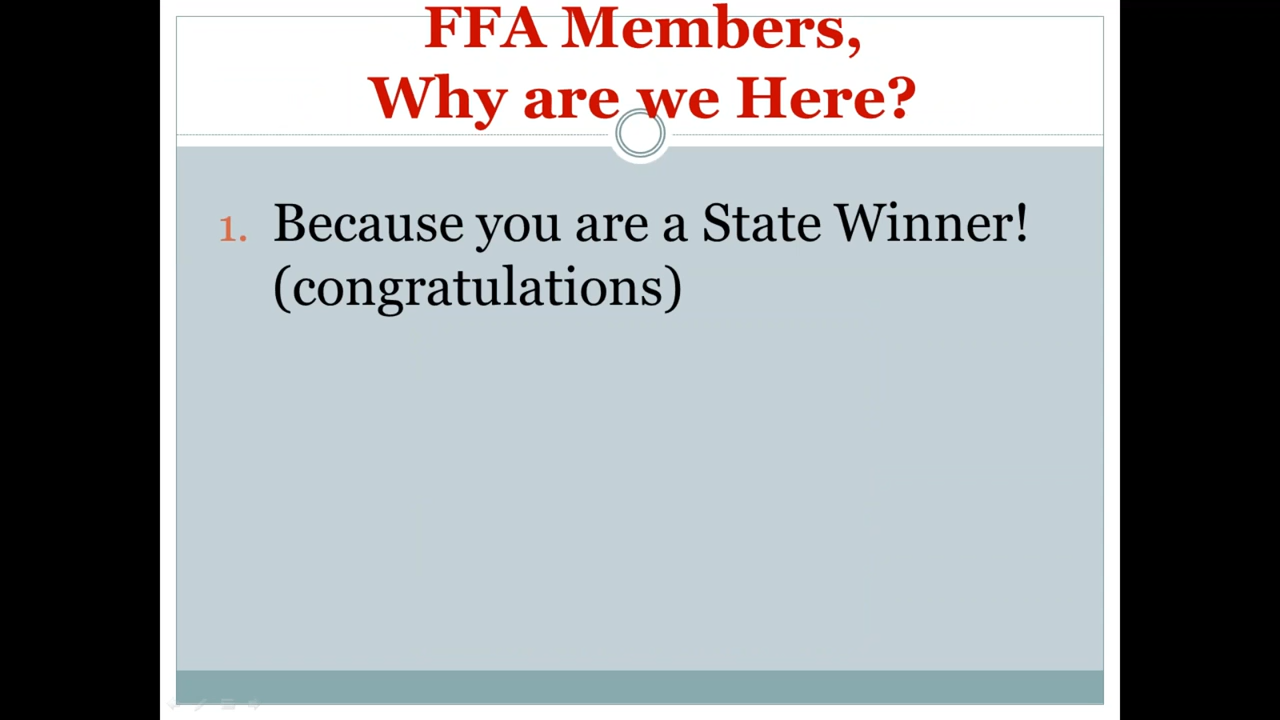 FFA Members,
Why are we Here?
1. Because you are a State Winner!
(congratulations)